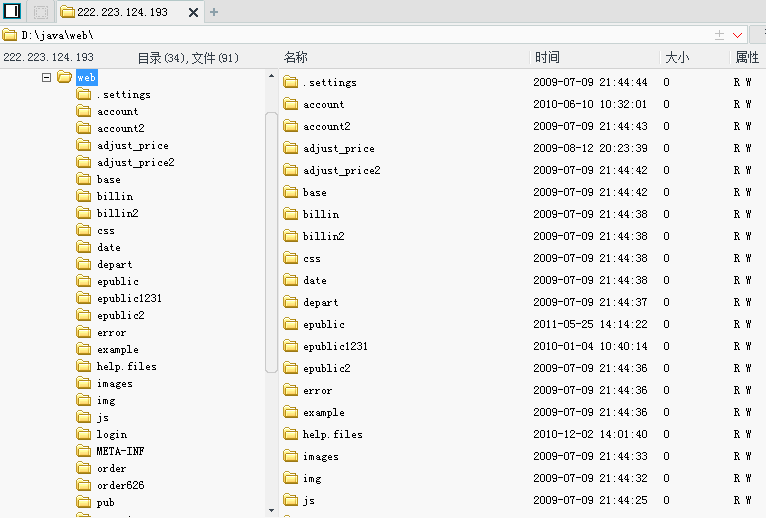 222.223.124.193
D:\java\web\
222.223.124.193 目录(34),文件(91) 名称 时间 大小 属性
web
.settings
account
account2
adjust_price
adjust_price2
base
billin
billin2
css
date
depart
epublic
epublic1231
epublic2
error
example
help.files
images
img
js
login
META-INF
order
order626
pub
.settings 2009-07-09 21:44:44 0 R W
account 2010-06-10 10:32:01 0 R W
account2 2009-07-09 21:44:43 0 R W
adjust_price 2009-08-12 20:23:39 0 R W
adjust_price2 2009-07-09 21:44:42 0 R W
base 2009-07-09 21:44:42 0 R W
billin 2009-07-09 21:44:38 0 R W
billin2 2009-07-09 21:44:38 0 R W
css 2009-07-09 21:44:38 0 R W
date 2009-07-09 21:44:38 0 R W
depart 2009-07-09 21:44:37 0 R W
epublic 2011-05-25 14:14:22 0 R W
epublic1231 2010-01-04 10:40:14 0 R W
epublic2 2009-07-09 21:44:36 0 R W
error 2009-07-09 21:44:36 0 R W
example 2009-07-09 21:44:36 0 R W
help.files 2010-12-02 14:01:40 0 R W
images 2009-07-09 21:44:33 0 R W
img 2009-07-09 21:44:32 0 R W
js 2009-07-09 21:44:25 0 R W